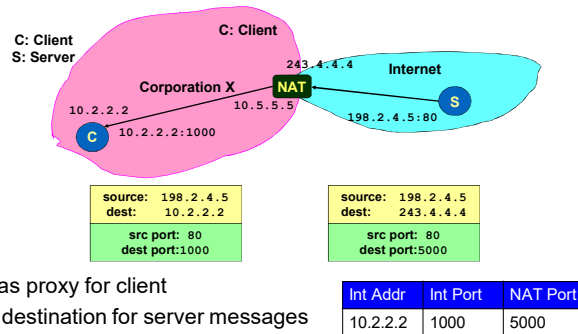 C: Client
S: Server
C: Client
243.4.4.4
Internet
Corporation X
NAT
S
10.2.2.2
10.5.5.5
198.2.4.5:80
C
10.2.2.2:1000
source: 198.2.4.5
dest: 10.2.2.2
src port: 80
dest port:1000
source: 198.2.4.5
dest: 243.4.4.4
src port: 80
dest port:5000
as proxy for client
destination for server messages
Int Addr Int Port NAT Port
10.2.2.2 1000 5000